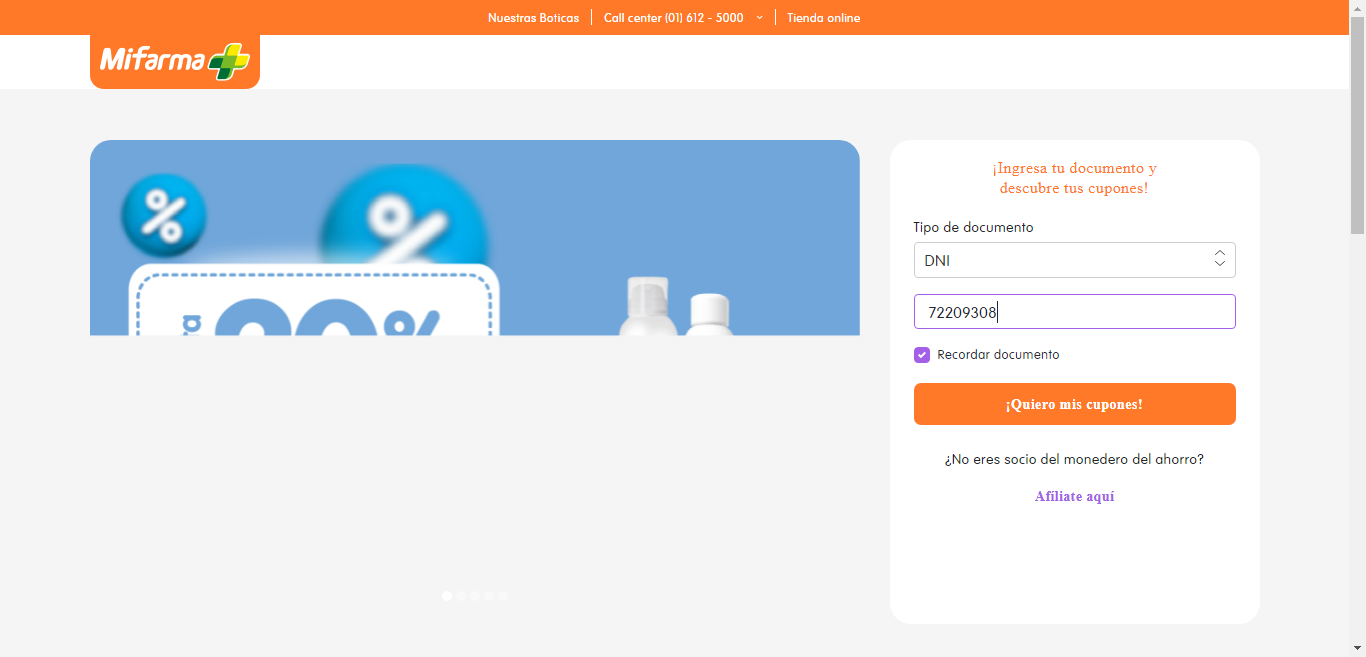 Nuestras Boticas
Call center (01) 612 - 5000
Tienda online
Mifarma
¡Ingresa tu documento y
descubre tus cupones!
Tipo de documento
DNI
72209308
Recordar documento
¡Quiero mis cupones!
¿No eres socio del monedero del ahorro?
Afíliate aquí